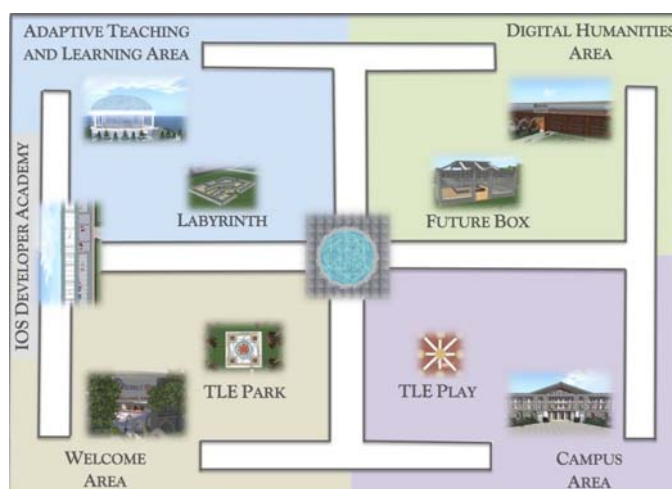 ADAPTIVE TEACHING
AND LEARNING AREA
DIGITAL HUMANITIES
AREA
LABYRINTH
FUTURE BOX
IOS DEVELOPER ACADEMY
TLE PARK
TLE PLAY
WELCOME
AREA
CAMPUS
AREA